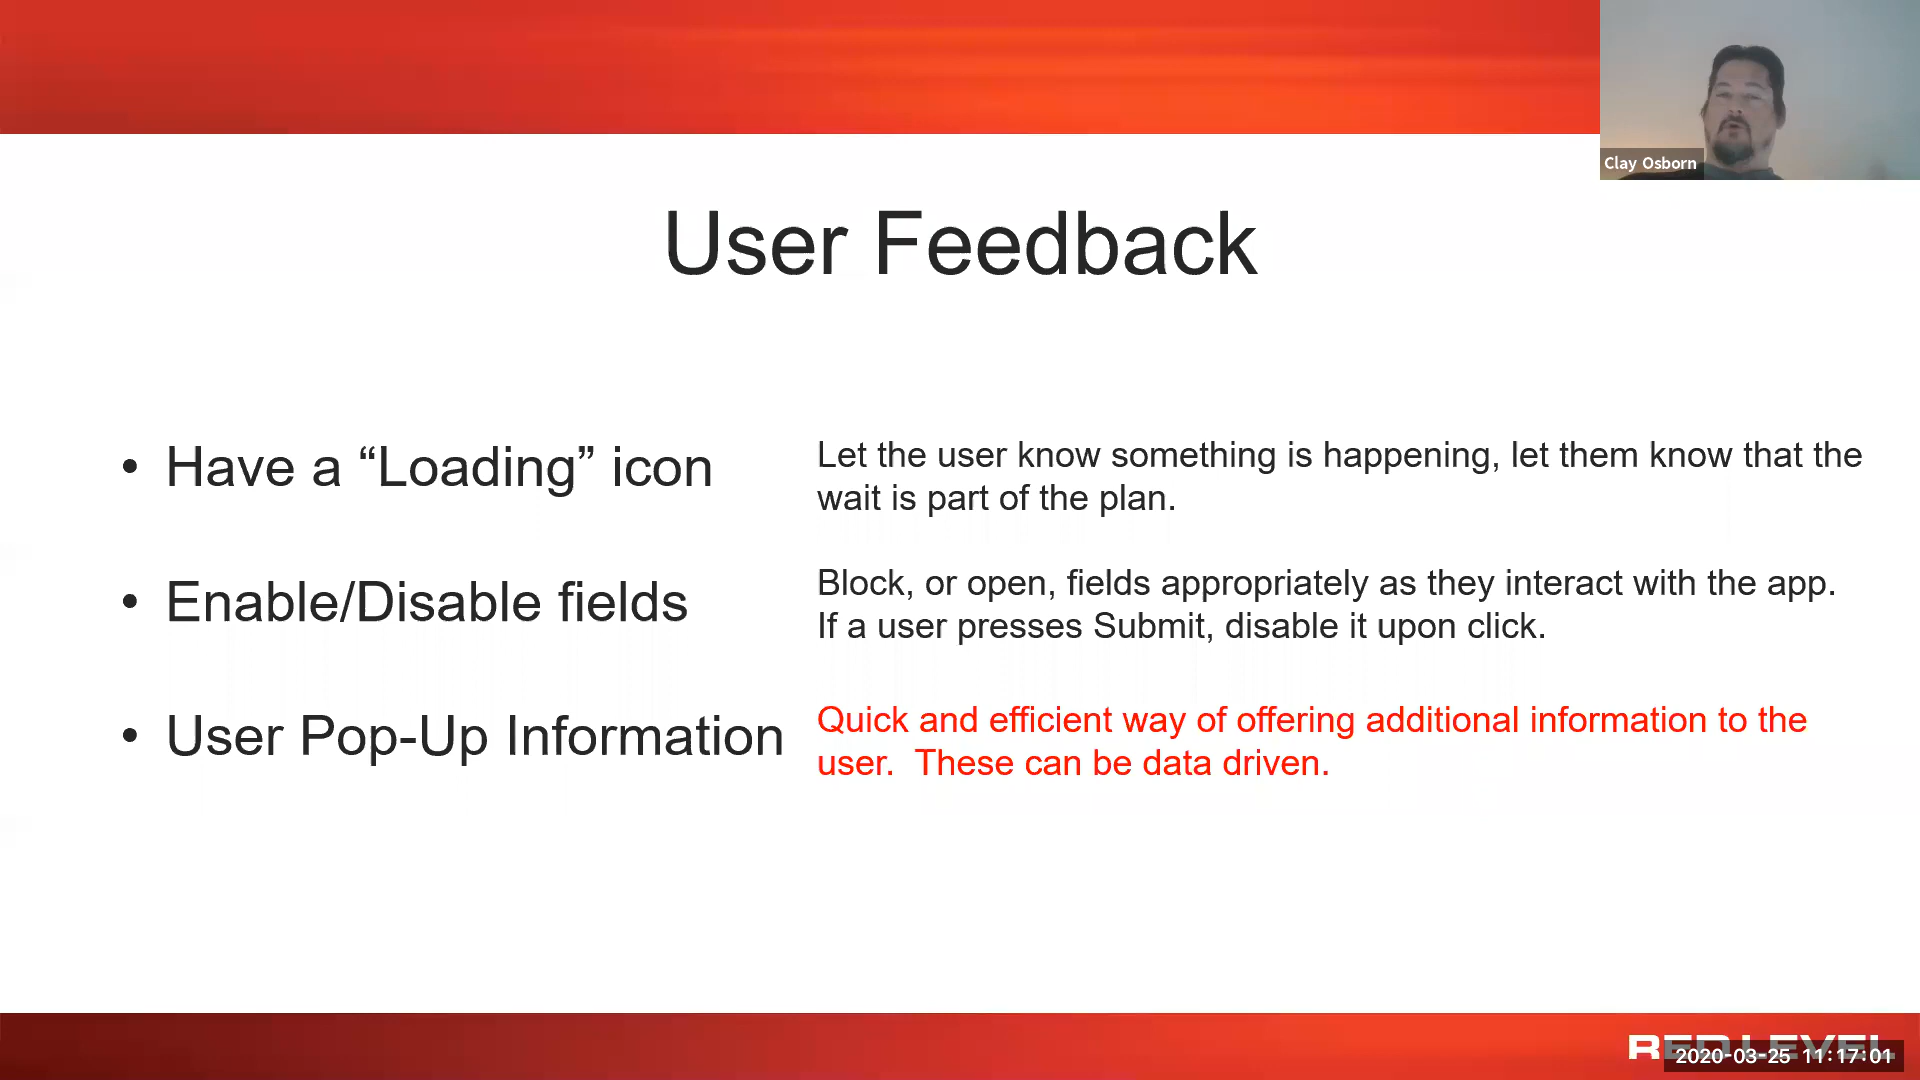 Clay Osborn
User Feedback
• Have a “Loading” icon
Let the user know something is happening, let them know that the
wait is part of the plan.
• Enable/Disable fields
Block, or open, fields appropriately as they interact with the app.
If a user presses Submit, disable it upon click.
• User Pop-Up Information
Quick and efficient way of offering additional information to the
user.  These can be data driven.
RED LEVEL
2020-03-25 11:17:01